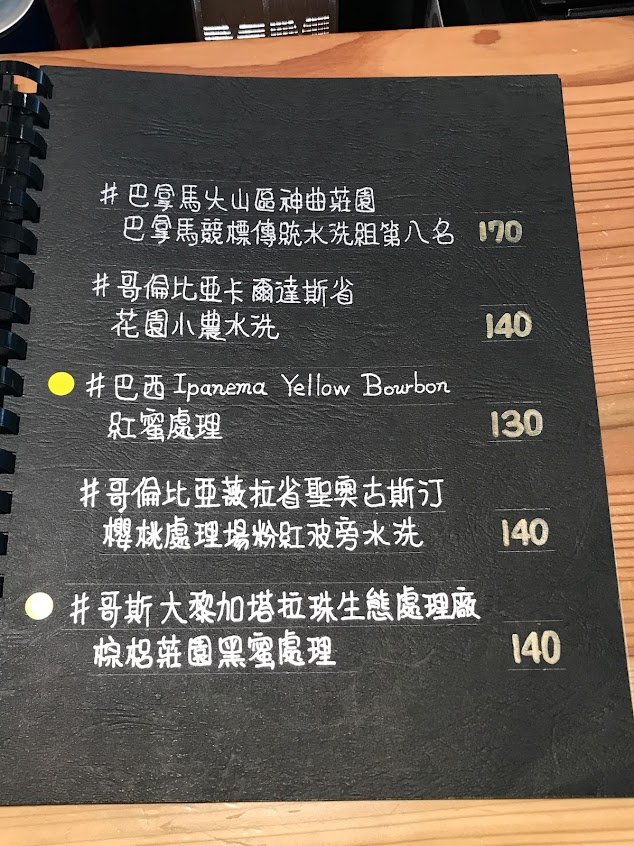 #巴拿馬火山區神曲莊園
巴拿馬競標傳統水洗組第八名 170
#哥倫比亞卡爾達斯省
花園小農水洗 140
#巴西 Ipanema Yellow Bourbon
紅蜜處理 130
#哥倫比亞薇拉省聖奧古斯汀
櫻桃處理場粉紅波旁水洗 140
#哥斯大黎加塔拉珠生態處理廠
棕梠莊園黑蜜處理 140